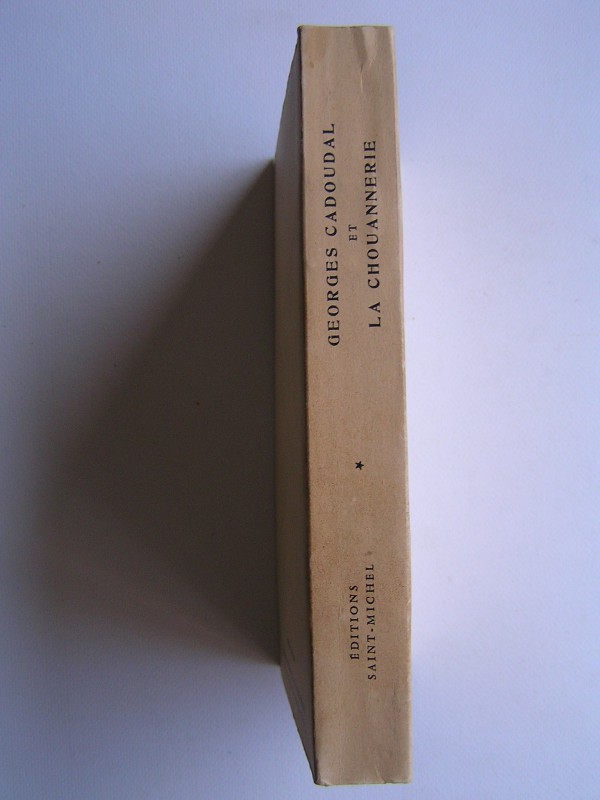 GEORGES CADOUDAL
ET
LA CHOUANNERIE
ÉDITIONS
SAINT-MICHEL